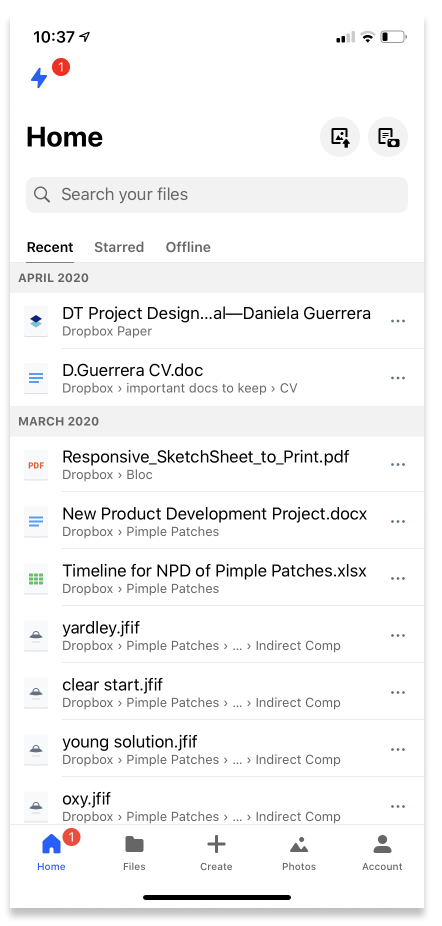 10:37
1
Home
Search your files
Recent Starred Offline
APRIL 2020
DT Project Design...al—Daniela Guerrera
Dropbox Paper
D.Guerrera CV.doc
Dropbox › important docs to keep › CV
MARCH 2020
PDF
Responsive_SketchSheet_to_Print.pdf
Dropbox › Bloc
New Product Development Project.docx
Dropbox › Pimple Patches
Timeline for NPD of Pimple Patches.xlsx
Dropbox › Pimple Patches
yardley.jfif
Dropbox › Pimple Patches › ... › Indirect Comp
clear start.jfif
Dropbox › Pimple Patches › ... › Indirect Comp
young solution.jfif
Dropbox › Pimple Patches › ... › Indirect Comp
oxy.jfif
Dropbox › Pimple Patches › ... › Indirect Comp
1
Home Files Create Photos Account